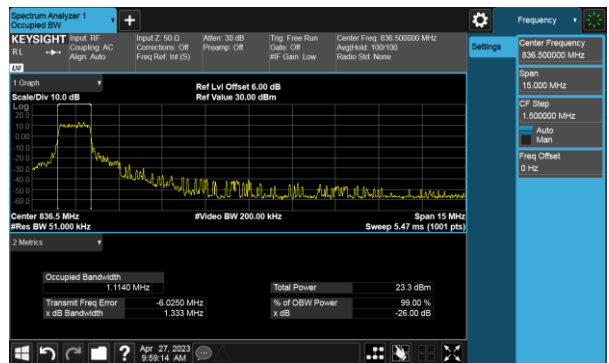 Spectrum Analyzer 1
Occupied BW
KEYSIGHT Input: RF Input Z: 50 Ω Atten: 30 dB Trig: Free Run Center Freq: 836.500000 MHz
R L Coupling: AC Corrections: Off Preamp: Off Gate: Off Avg|Hold: 100/100
Align: Auto Freq Ref: Int (S) #IF Gain: Low Radio Std: None
LXI
1 Graph
Scale/Div 10.0 dB Ref Lvl Offset 6.00 dB
Ref Value 30.00 dBm
Log
20.0
10.0
0.00
-10.0
-20.0
-30.0
-40.0
-50.0
-60.0
Center 836.5 MHz #Video BW 200.00 kHz Span 15 MHz
#Res BW 51.000 kHz Sweep 5.47 ms (1001 pts)
2 Metrics
Occupied Bandwidth
1.1140 MHz Total Power 23.3 dBm
Transmit Freq Error -6.0250 MHz % of OBW Power 99.00 %
x dB Bandwidth 1.333 MHz x dB -26.00 dB
Apr 27, 2023
9:59:14 AM
Frequency
Settings
Center Frequency
836.500000 MHz
Span
15.000 MHz
CF Step
1.500000 MHz
Auto
Man
Freq Offset
0 Hz